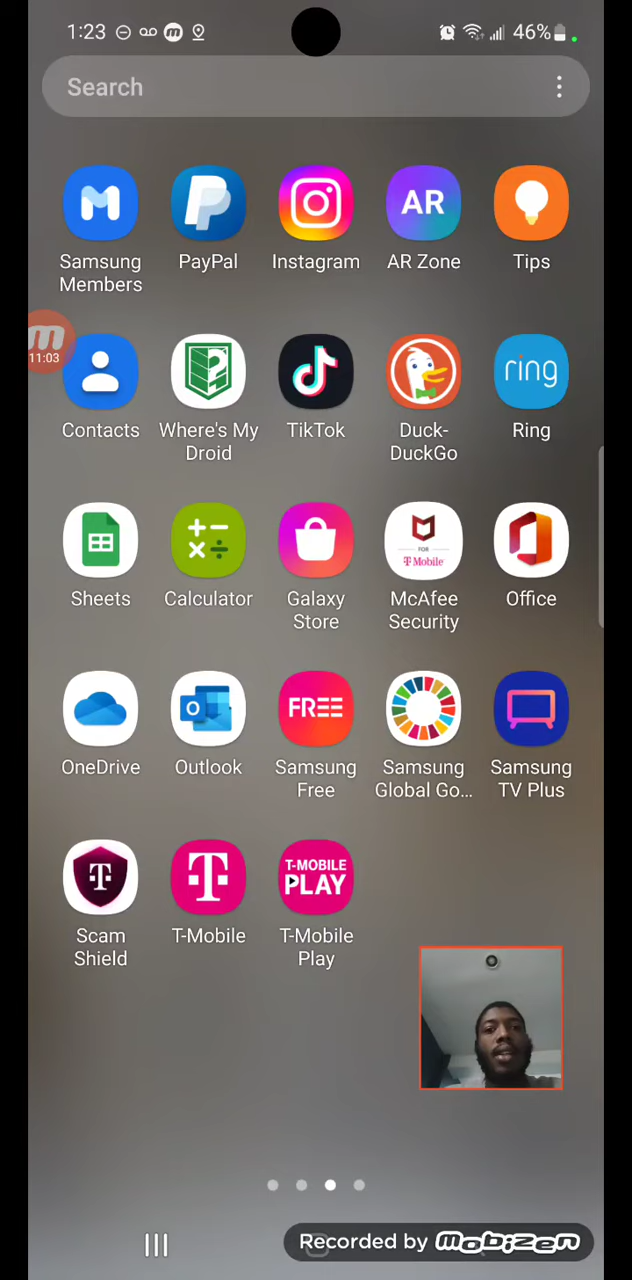 1:23
46%
Search
M
P
AR
Samsung
Members
PayPal
Instagram
AR Zone
Tips
m
11:03
?
ring
Contacts
Where's My
Droid
TikTok
Duck-
DuckGo
Ring
FOR
T Mobile
Sheets
Calculator
Galaxy
Store
McAfee
Security
Office
O
FREE
OneDrive
Outlook
Samsung
Free
Samsung
Global Go...
Samsung
TV Plus
T
T
T-MOBILE
PLAY
Scam
Shield
T-Mobile
T-Mobile
Play
Recorded by mobizen